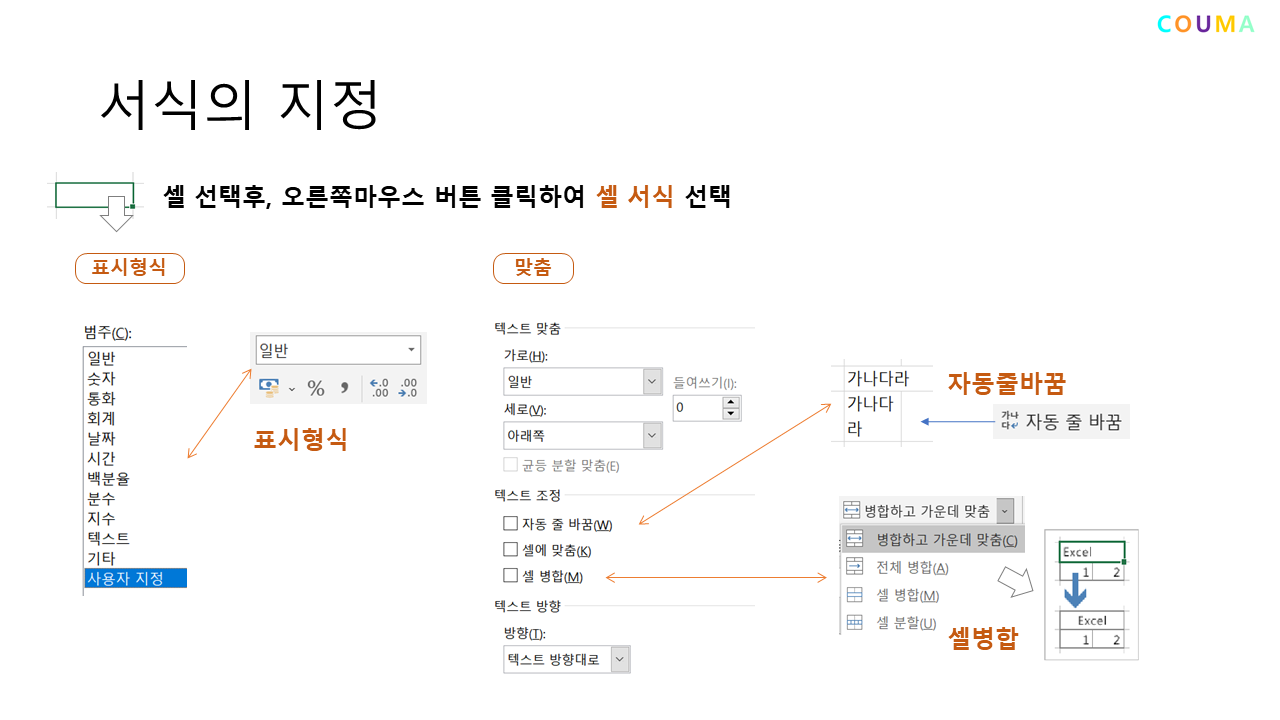 COUMA
서식의 지정
셀 선택후, 오른쪽마우스 버튼 클릭하여 셀 서식 선택
표시형식
범주(C):
일반
숫자
통화
회계
날짜
시간
백분율
분수
지수
텍스트
기타
사용자 지정
일반
% , ←.0 .00
.00 →.0
표시형식
맞춤
텍스트 맞춤
가로(H):
일반
들여쓰기(I):
0
세로(V):
아래쪽
균등 분할 맞춤(E)
텍스트 조정
자동 줄 바꿈(W)
셀에 맞춤(K)
셀 병합(M)
텍스트 방향
방향(T):
텍스트 방향대로
가나다라
가나다
라
자동줄바꿈
가나
다
자동 줄 바꿈
병합하고 가운데 맞춤
병합하고 가운데 맞춤(C)
전체 병합(A)
셀 병합(M)
셀 분할(U)
셀병합
Excel
1 2
Excel
1 2